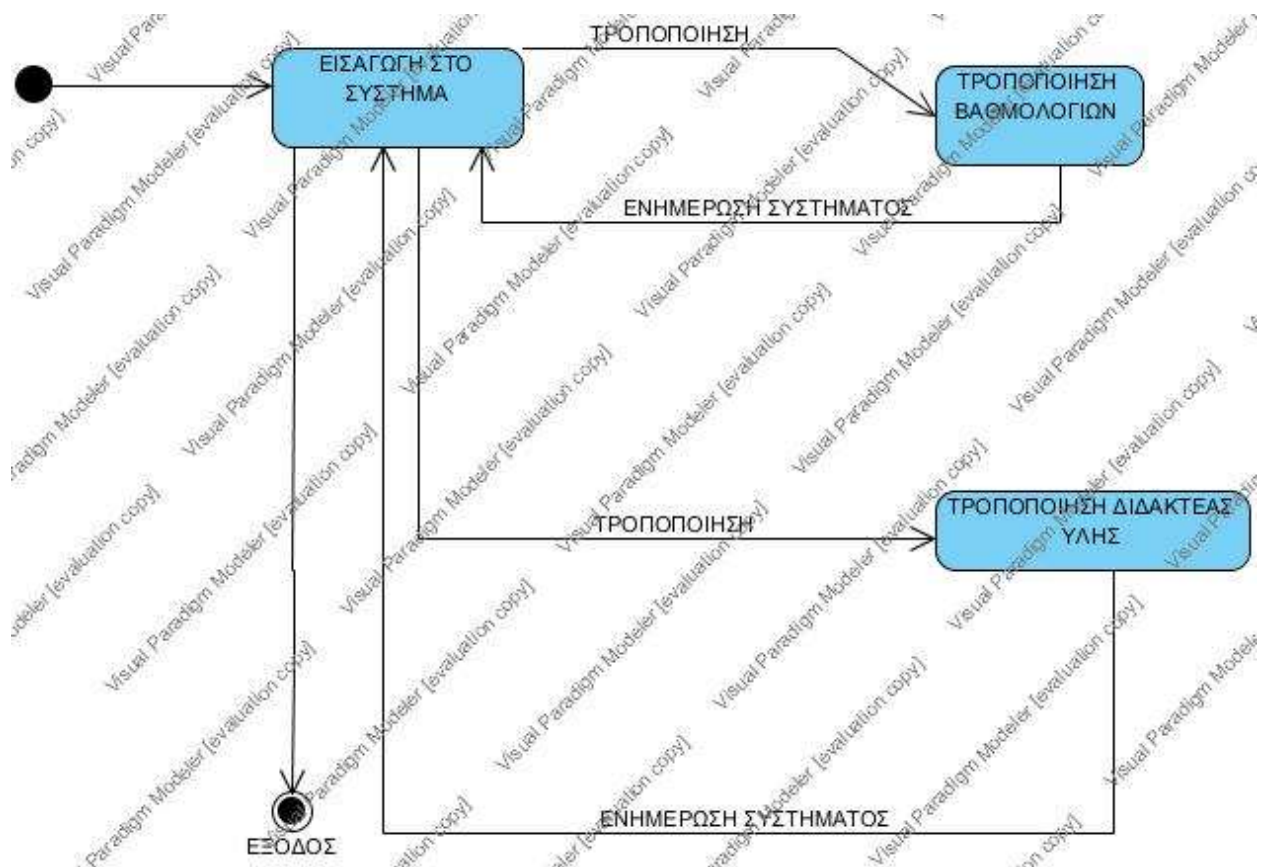 ΤΡΟΠΟΠΟΙΗΣΗ
ΕΙΣΑΓΩΓΗ ΣΤΟ
ΣΥΣΤΗΜΑ
ΤΡΟΠΟΠΟΙΗΣΗ
ΒΑΘΜΟΛΟΓΙΩΝ
ΕΝΗΜΕΡΩΣΗ ΣΥΣΤΗΜΑΤΟΣ
ΤΡΟΠΟΠΟΙΗΣΗ
ΤΡΟΠΟΠΟΙΗΣΗ ΔΙΔΑΚΤΕΑΣ
ΥΛΗΣ
ΕΝΗΜΕΡΩΣΗ ΣΥΣΤΗΜΑΤΟΣ
ΕΞΟΔΟΣ
Visual Paradigm Modeler [evaluation copy]